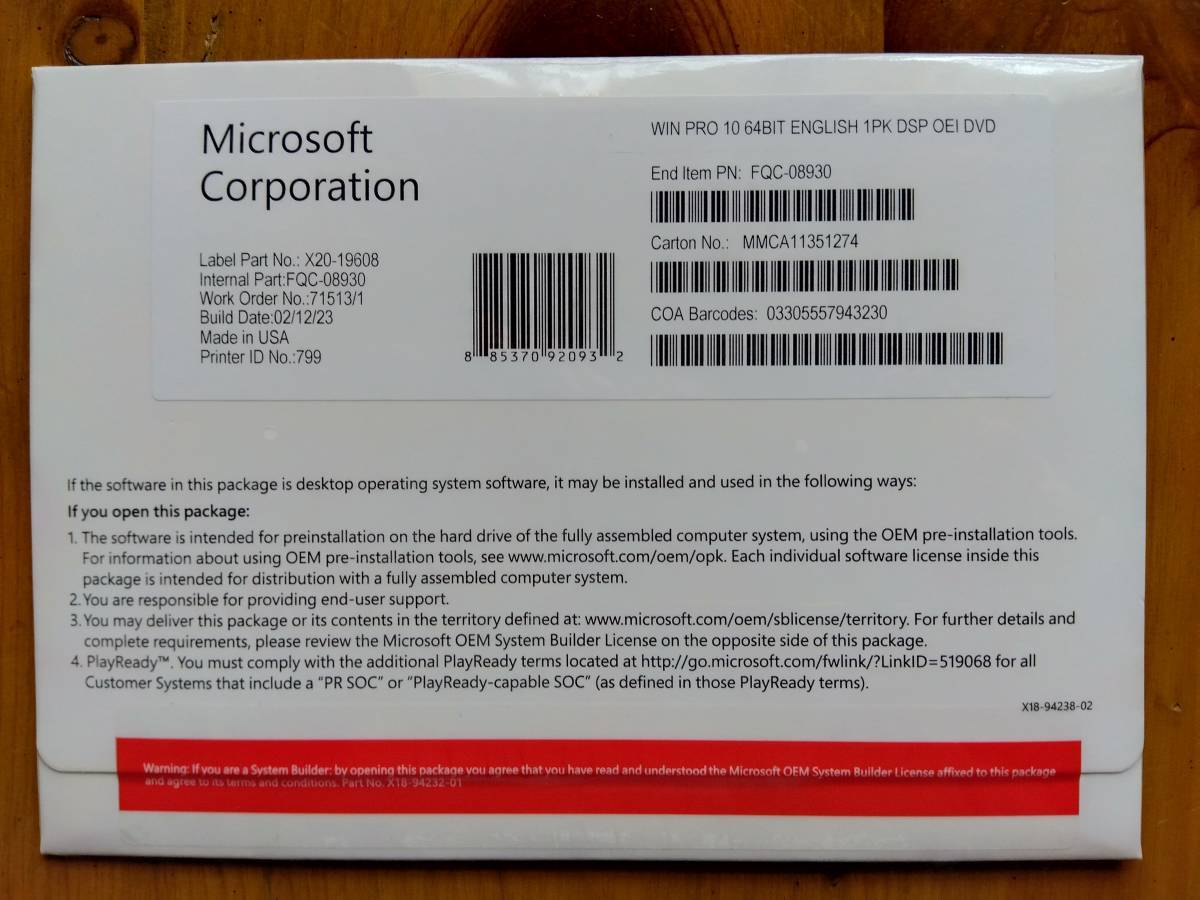 Microsoft
Corporation
Label Part No.: X20-19608
Internal Part:FQC-08930
Work Order No.:71513/1
Build Date:02/12/23
Made in USA
Printer ID No.:799
8 85370 92093 2
WIN PRO 10 64BIT ENGLISH 1PK DSP OEI DVD
End Item PN: FQC-08930
Carton No.: MMCA11351274
COA Barcodes: 03305557943230
If the software in this package is desktop operating system software, it may be installed and used in the following ways:
If you open this package:
1. The software is intended for preinstallation on the hard drive of the fully assembled computer system, using the OEM pre-installation tools.
For information about using OEM pre-installation tools, see www.microsoft.com/oem/opk. Each individual software license inside this
package is intended for distribution with a fully assembled computer system.
2. You are responsible for providing end-user support.
3. You may deliver this package or its contents in the territory defined at: www.microsoft.com/oem/sblicense/territory. For further details and
complete requirements, please review the Microsoft OEM System Builder License on the opposite side of this package.
4. PlayReady™. You must comply with the additional PlayReady terms located at http://go.microsoft.com/fwlink/?LinkID=519068 for all
Customer Systems that include a “PR SOC” or “PlayReady-capable SOC” (as defined in those PlayReady terms).
X18-94238-02
Warning: If you are a System Builder: by opening this package you agree that you have read and understood the Microsoft OEM System Builder License affixed to this package
and agree to its terms and conditions. Part No. X18-94232-01